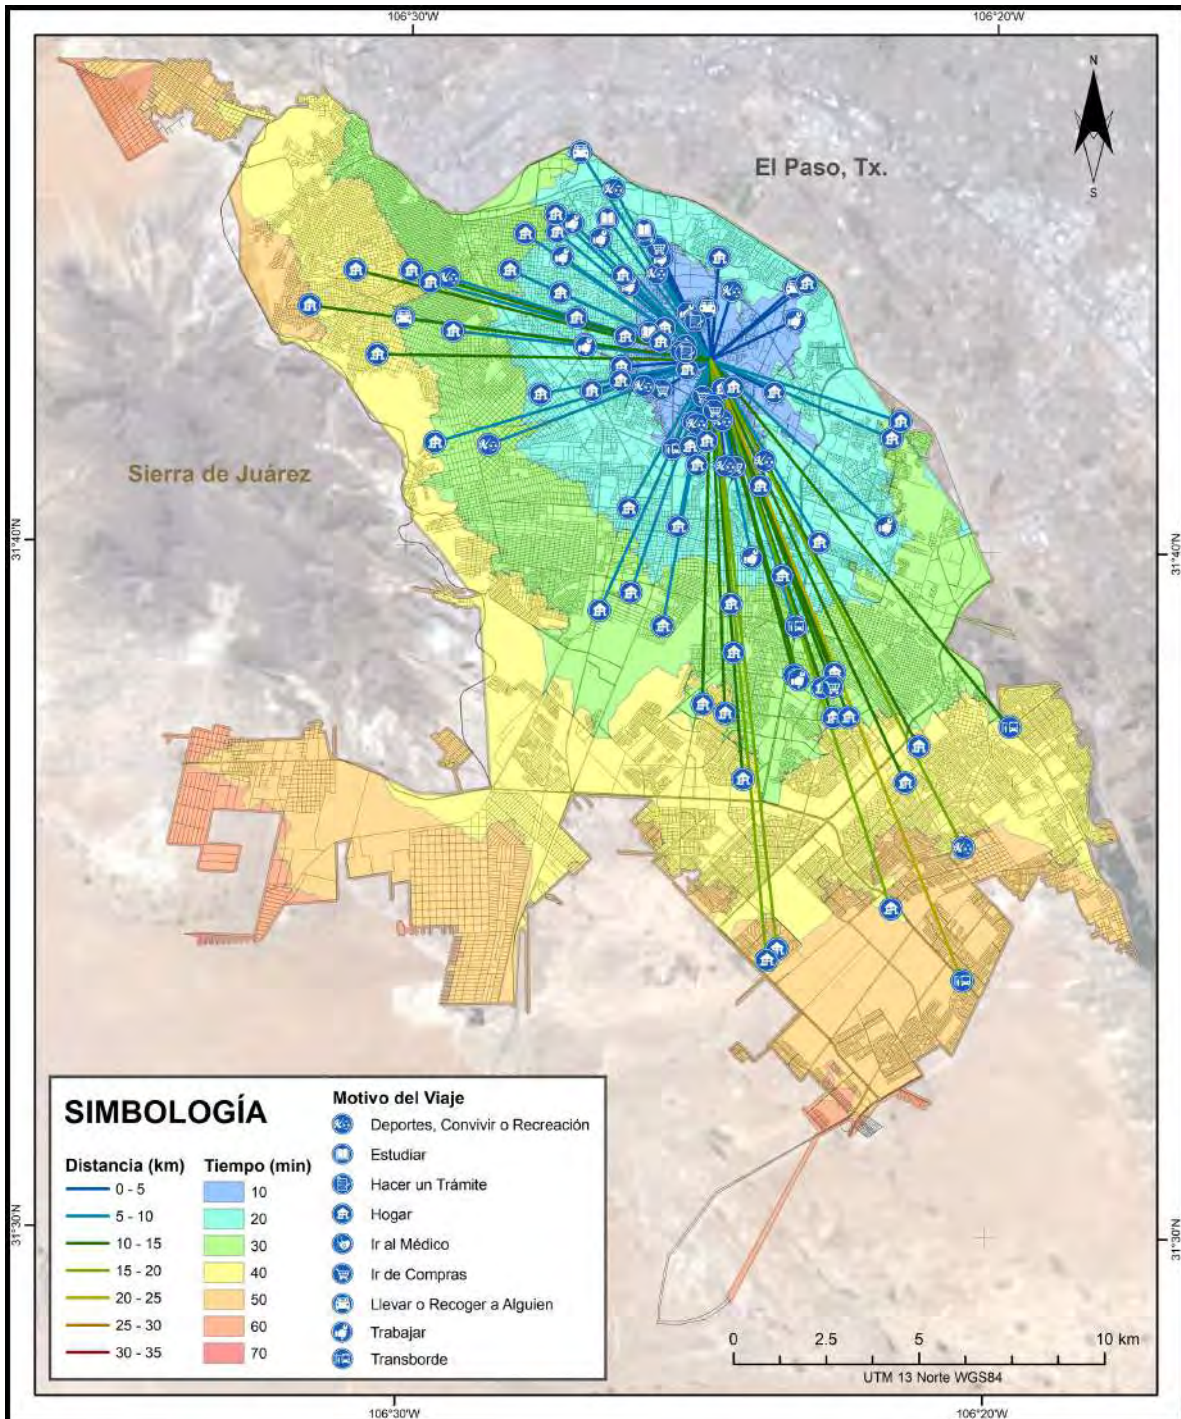 106°30'W
106°20'W
N
El Paso, Tx.
S
Sierra de Juárez
31°40'N
31°40'N
SIMBOLOGÍA
Distancia (km)
0 - 5
5 - 10
10 - 15
15 - 20
20 - 25
25 - 30
30 - 35
Tiempo (min)
10
20
30
40
50
60
70
Motivo del Viaje
Deportes, Convivir o Recreación
Estudiar
Hacer un Trámite
Hogar
Ir al Médico
Ir de Compras
Llevar o Recoger a Alguien
Trabajar
Transborde
31°30'N
31°30'N
0 2.5 5 10 km
UTM 13 Norte WGS84
106°30'W
106°20'W